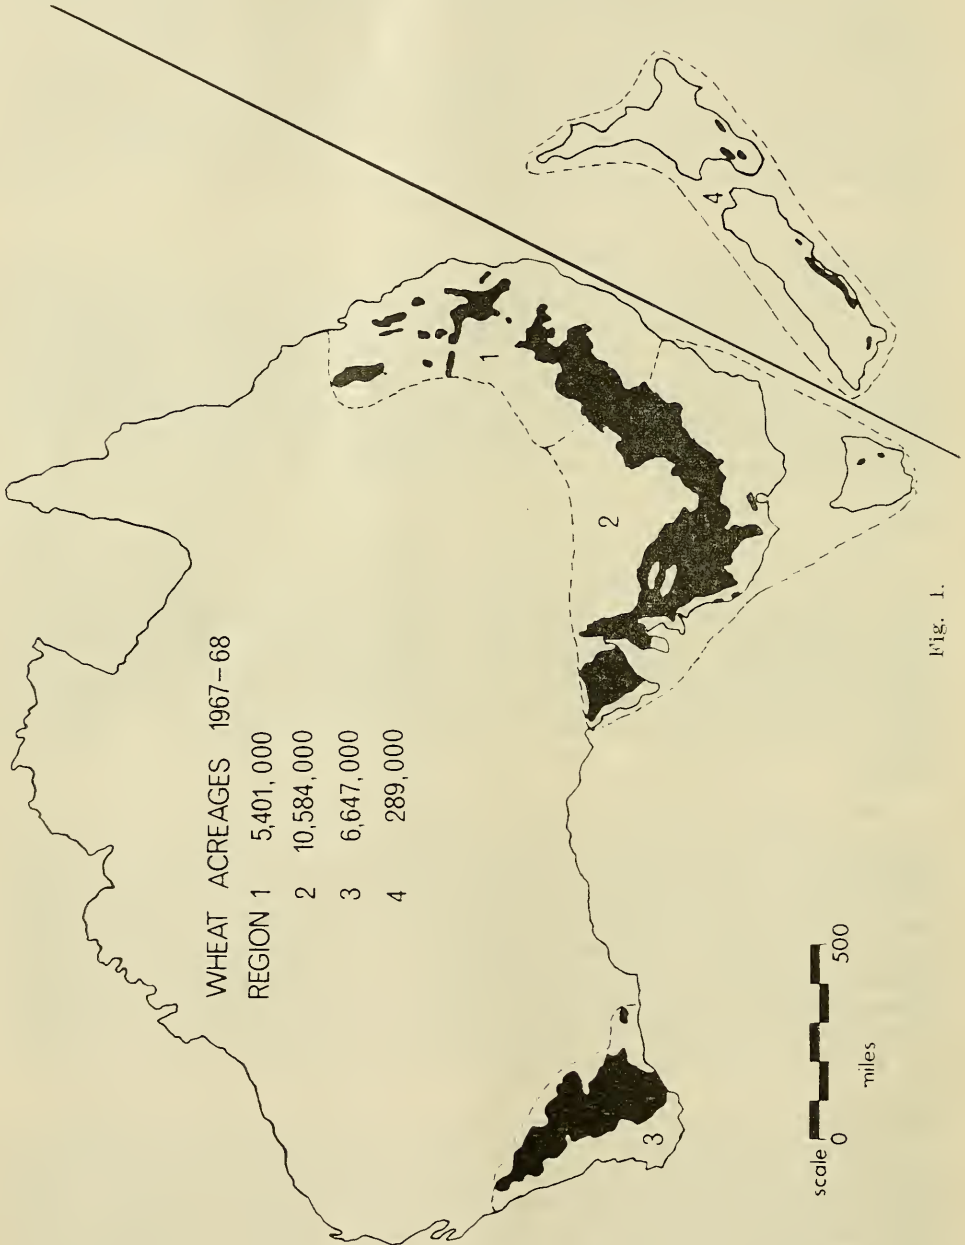 WHEAT ACREAGES 1967-68
REGION 1 5,401,000
2 10,584,000
3 6,647,000
4 289,000
1
2
3
4
scale 0 500
miles
Fig. 1.